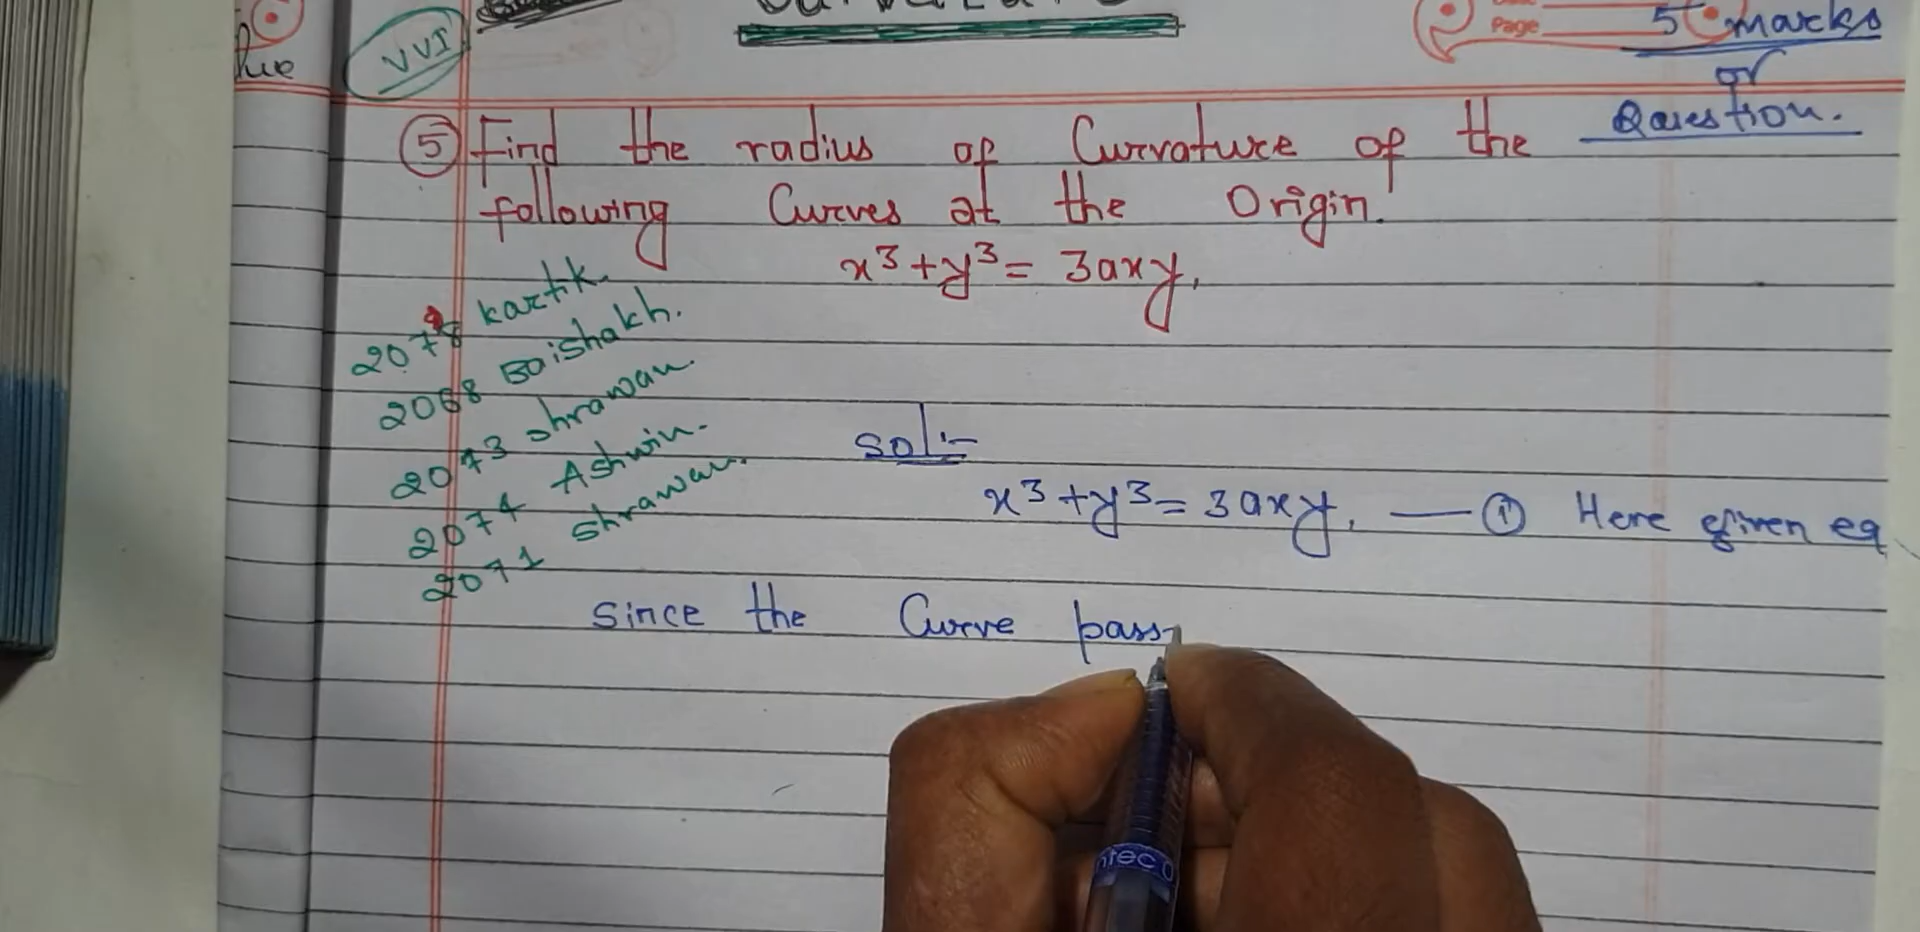 Page
5 marks
or
Question.
VVI
⑤ Find the radius of Curvature of the
following Curves at the Origin.
x³+y³= 3axy,
kartik.
2068 Baishakh.
2073 shrawan.
2074 Ashwin.
2071 shrawan.
Sol:-
x³+y³= 3axy, — ① Here given eq
since the Curve pass